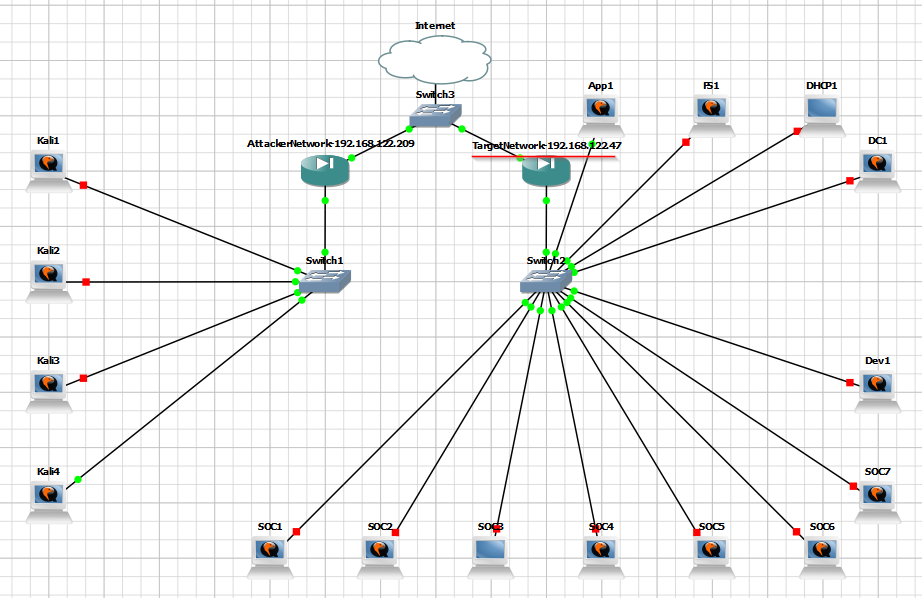 Internet
Switch3
App1
FS1
DHCP1
Kali1
AttackerNetwork-192.168.122.209
TargetNetwork-192.168.122.47
DC1
Kali2
Switch1
Switch2
Kali3
Dev1
Kali4
SOC7
SOC1
SOC2
SOC3
SOC4
SOC5
SOC6